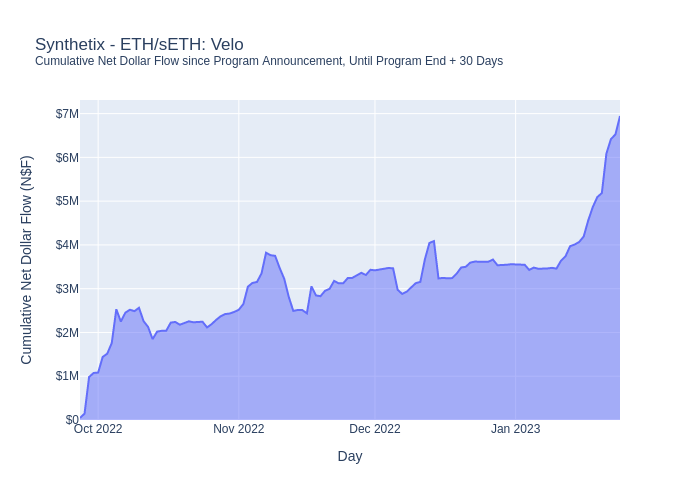 Synthetix - ETH/sETH: Velo
Cumulative Net Dollar Flow since Program Announcement, Until Program End + 30 Days
Cumulative Net Dollar Flow (N$F)
$7M
$6M
$5M
$4M
$3M
$2M
$1M
$0
Oct 2022
Nov 2022
Dec 2022
Jan 2023
Day